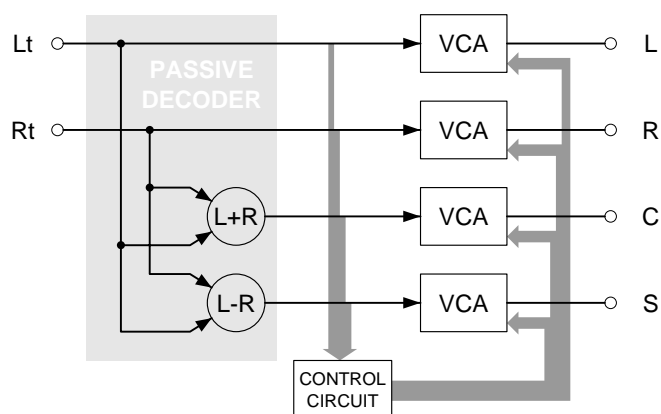 Lt
VCA
L
PASSIVE
DECODER
Rt
VCA
R
L+R
VCA
C
L-R
VCA
S
CONTROL
CIRCUIT